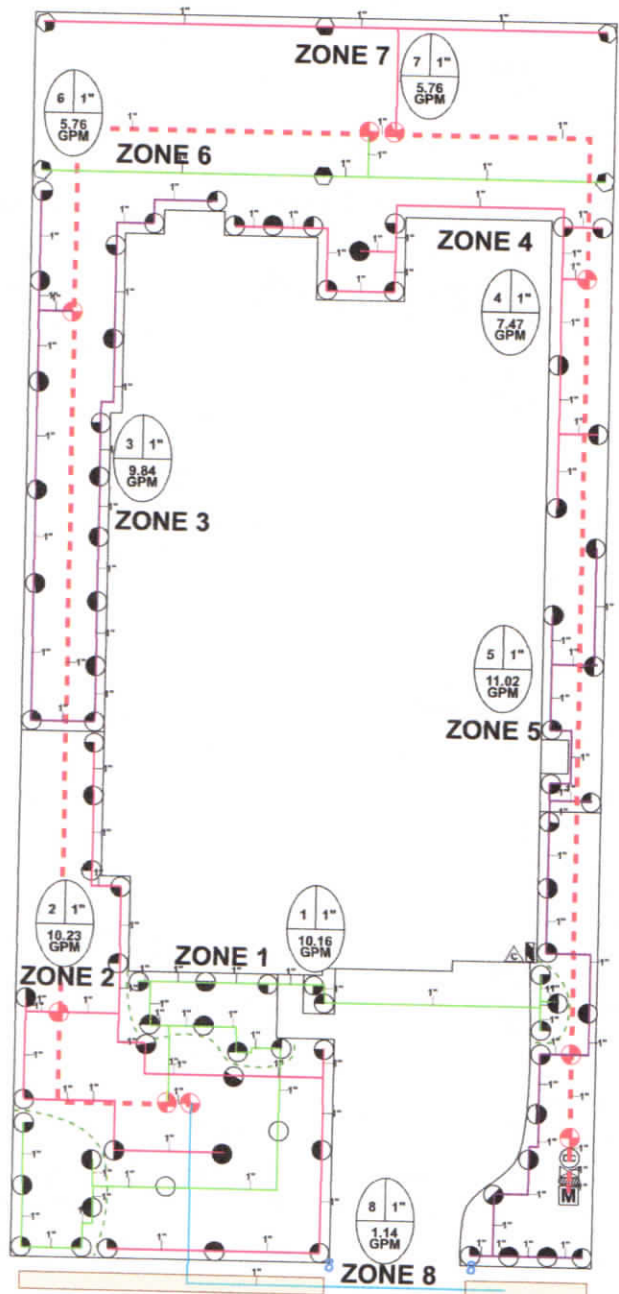 1"
ZONE 7
7 1"
5.76
GPM
6 1"
5.76
GPM
ZONE 6
ZONE 4
4 1"
7.47
GPM
3 1"
9.84
GPM
ZONE 3
5 1"
11.02
GPM
ZONE 5
2 1"
10.23
GPM
1 1"
10.16
GPM
ZONE 1
ZONE 2
C
M
8 1"
1.14
GPM
ZONE 8
1"